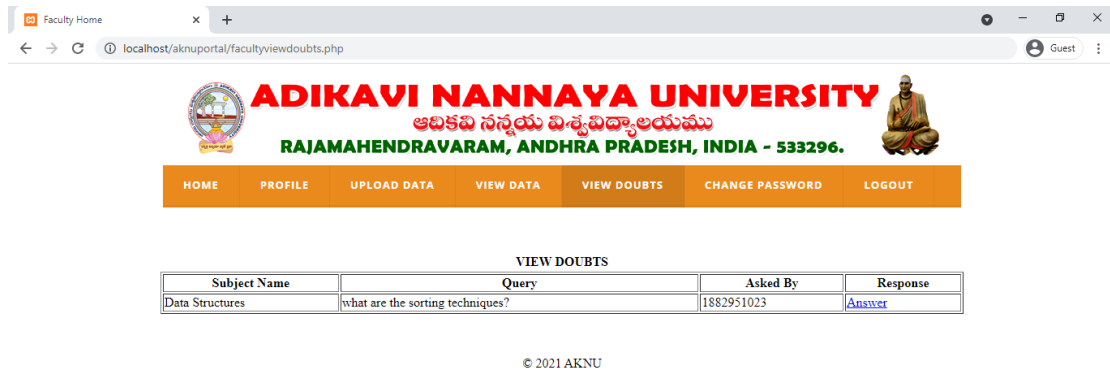 Faculty Home
localhost/aknuportal/facultyviewdoubts.php
Guest
ADIKAVI NANNAYA UNIVERSITY
ఆదికవి నన్నయ విశ్వవిద్యాలయము
RAJAMAHENDRAVARAM, ANDHRA PRADESH, INDIA - 533296.
HOME PROFILE UPLOAD DATA VIEW DATA VIEW DOUBTS CHANGE PASSWORD LOGOUT
VIEW DOUBTS
Subject Name Query Asked By Response
Data Structures what are the sorting techniques? 1882951023 Answer
© 2021 AKNU